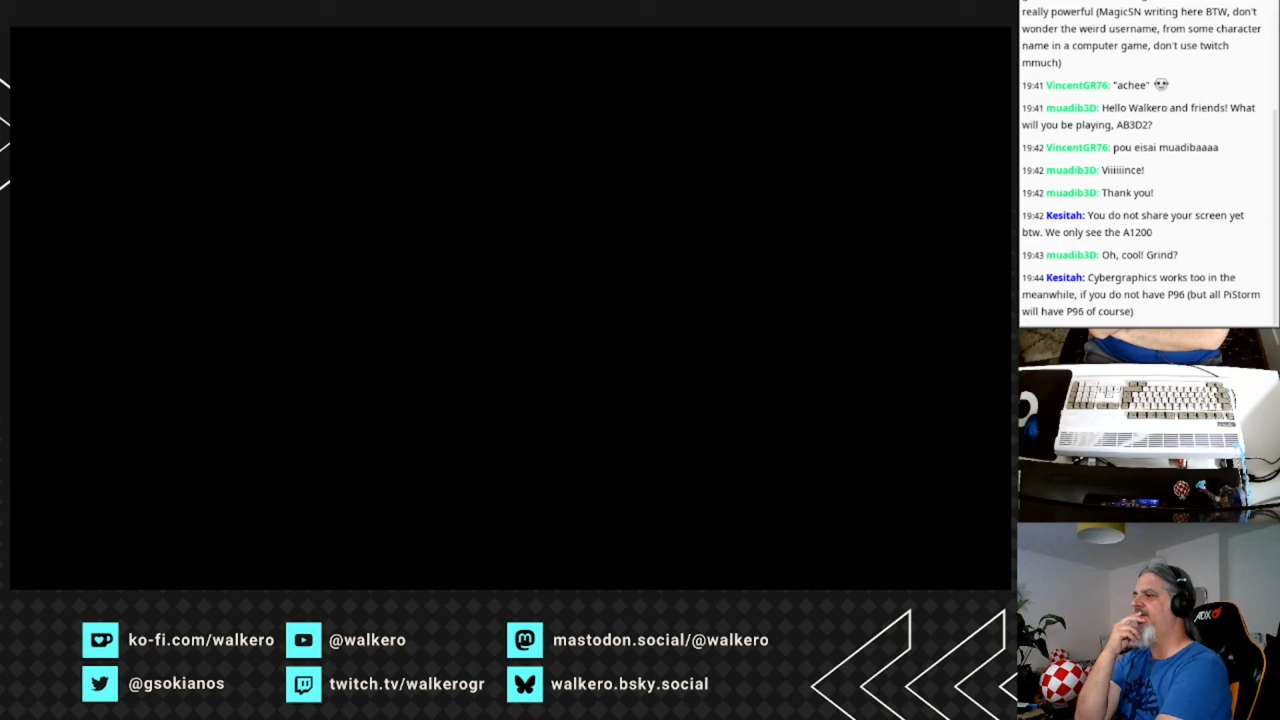 really powerful (MagicSN writing here BTW, don't
wonder the weird username, from some character
name in a computer game, don't use twitch
mmuch)
19:41 VincentGR76: "achee"
19:41 muadib3D: Hello Walkero and friends! What
will you be playing, AB3D2?
19:42 VincentGR76: pou eisai muadibaaaa
19:42 muadib3D: Viiiiiince!
19:42 muadib3D: Thank you!
19:42 Kesitah: You do not share your screen yet
btw. We only see the A1200
19:43 muadib3D: Oh, cool! Grind?
19:44 Kesitah: Cybergraphics works too in the
meanwhile, if you do not have P96 (but all PiStorm
will have P96 of course)
ADX
ko-fi.com/walkero
@walkero
mastodon.social/@walkero
@gsokianos
twitch.tv/walkerogr
walkero.bsky.social